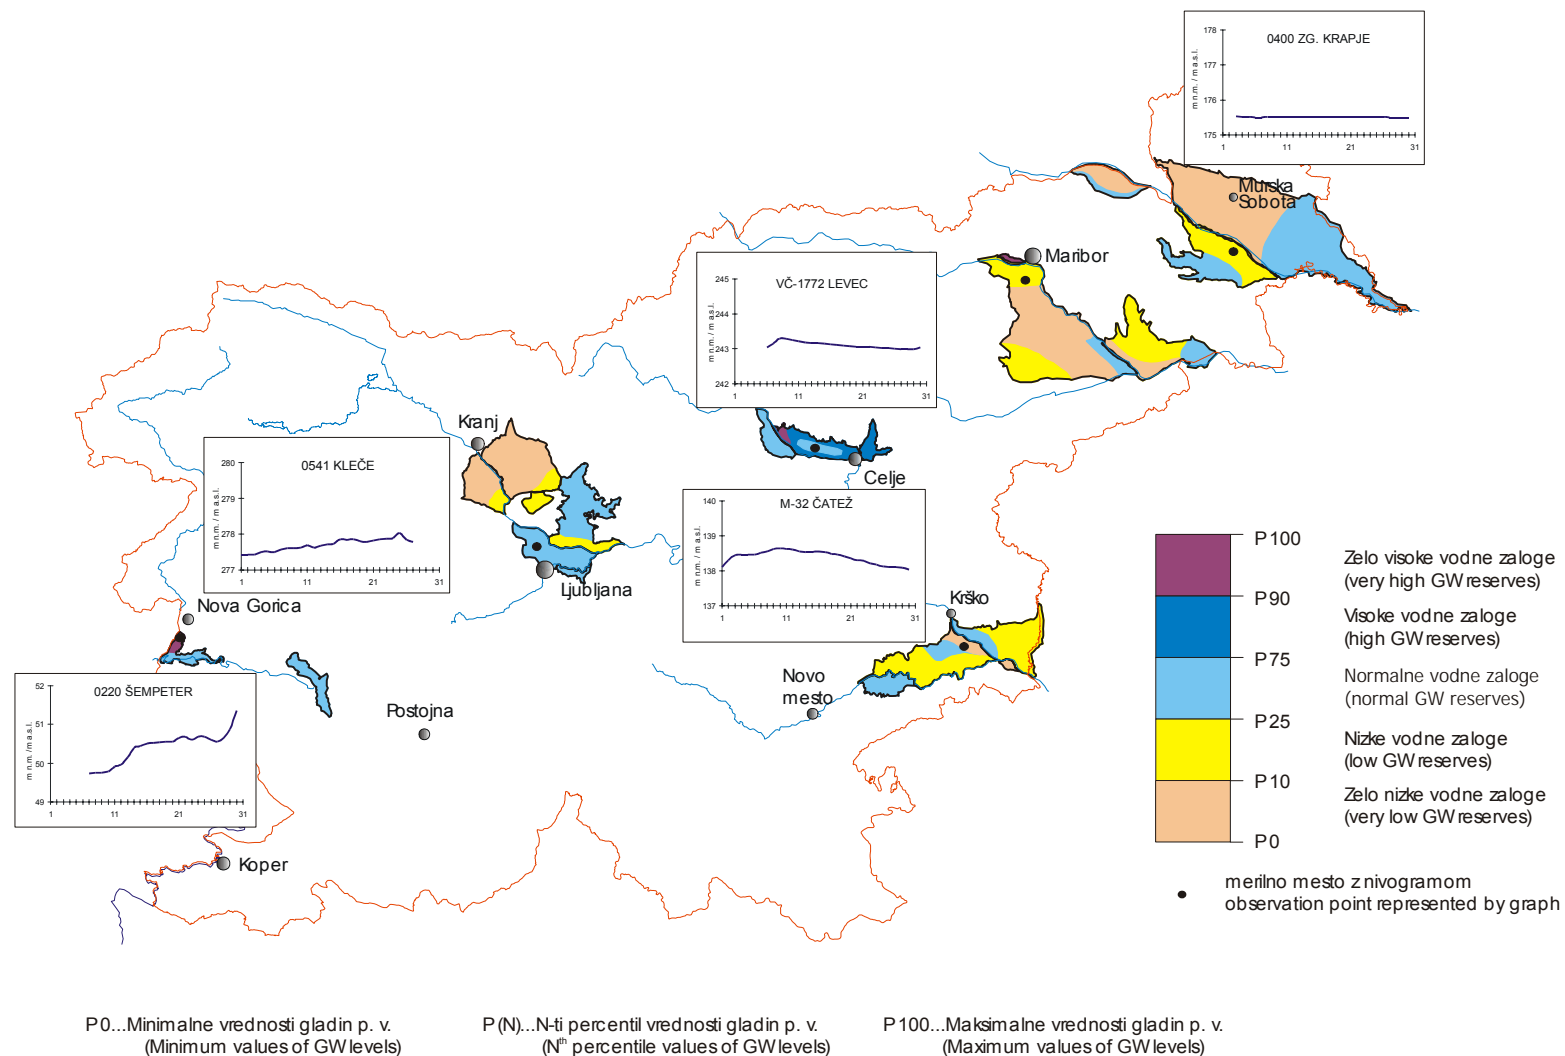 0400 ZG. KRAPJE
m n.m. / m a.s.l.
178
177
176
175
1
11
21
31
Murska
Sobota
Maribor
VČ-1772 LEVEC
m n.m. / m a.s.l.
245
244
243
242
1
11
21
31
Kranj
0541 KLEČE
m n.m. / m a.s.l.
280
279
278
277
1
11
21
31
Celje
M-32 ČATEŽ
m n.m. / m a.s.l.
140
139
138
137
1
11
21
31
Ljubljana
Nova Gorica
Krško
Novo
mesto
Postojna
0220 ŠEMPETER
m n.m. / m a.s.l.
52
51
50
49
1
11
21
31
Koper
P100
Zelo visoke vodne zaloge
(very high GW reserves)
P90
Visoke vodne zaloge
(high GW reserves)
P75
Normalne vodne zaloge
(normal GW reserves)
P25
Nizke vodne zaloge
(low GW reserves)
P10
Zelo nizke vodne zaloge
(very low GW reserves)
P0
merilno mesto z nivogramom
observation point represented by graph
P0...Minimalne vrednosti gladin p. v.
(Minimum values of GW levels)
P(N)...N-ti percentil vrednosti gladin p. v.
(Nth percentile values of GW levels)
P100...Maksimalne vrednosti gladin p. v.
(Maximum values of GW levels)